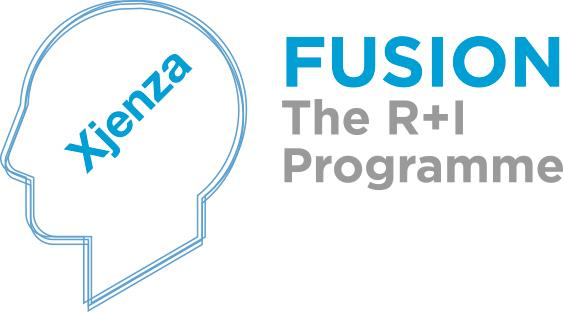 Xjenza
FUSION
The R+I
Programme